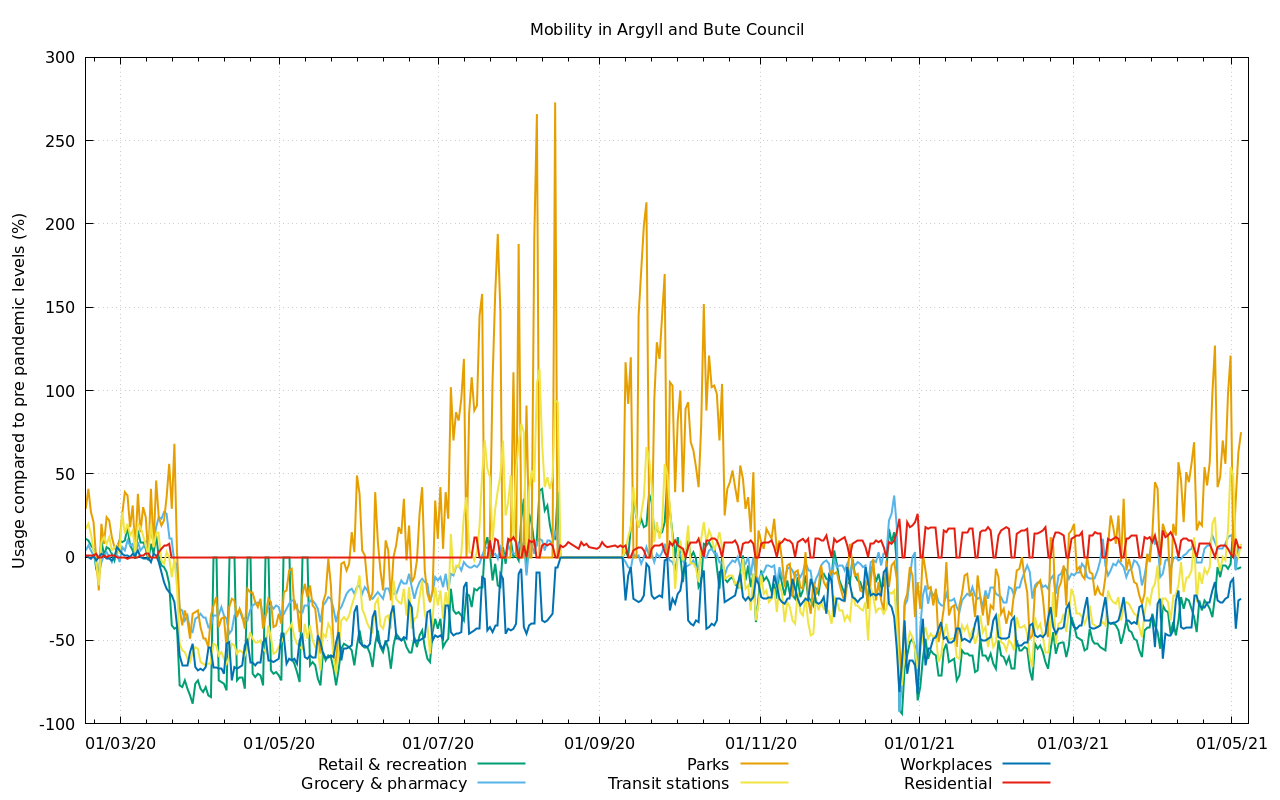 Mobility in Argyll and Bute Council
Usage compared to pre pandemic levels (%)
300
250
200
150
100
50
0
-50
-100
01/03/20 01/05/20 01/07/20 01/09/20 01/11/20 01/01/21 01/03/21 01/05/21
Retail & recreation Parks Workplaces
Grocery & pharmacy Transit stations Residential